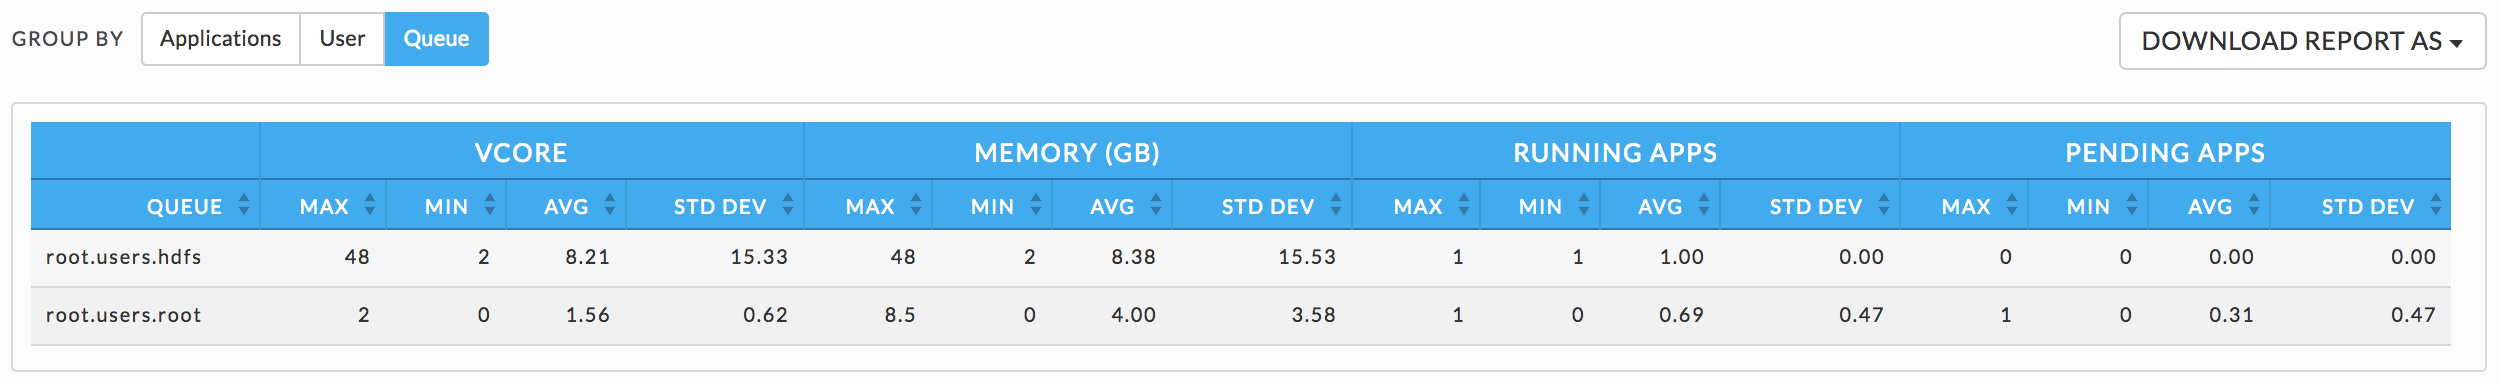 GROUP BY Applications User Queue DOWNLOAD REPORT AS
VCORE MEMORY (GB) RUNNING APPS PENDING APPS
QUEUE MAX MIN AVG STD DEV MAX MIN AVG STD DEV MAX MIN AVG STD DEV MAX MIN AVG STD DEV
root.users.hdfs 48 2 8.21 15.33 48 2 8.38 15.53 1 1 1.00 0.00 0 0 0.00 0.00
root.users.root 2 0 1.56 0.62 8.5 0 4.00 3.58 1 0 0.69 0.47 1 0 0.31 0.47